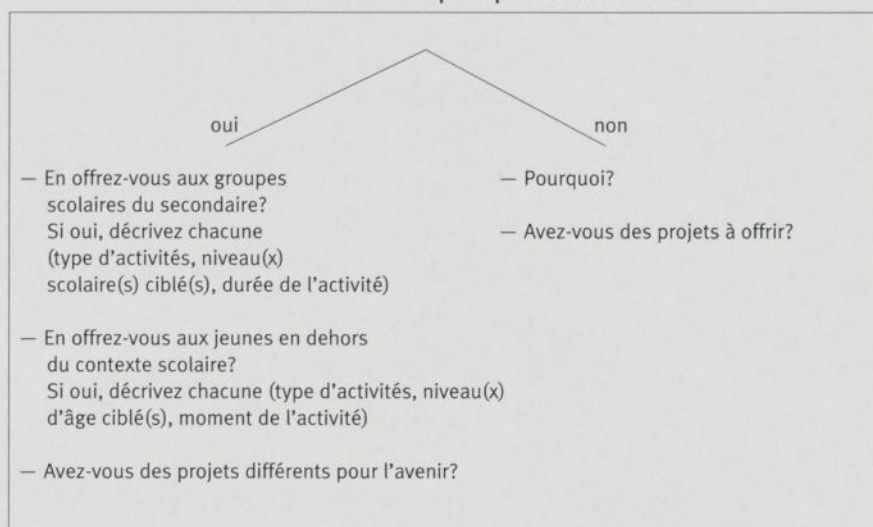 oui
non
— En offrez-vous aux groupes
scolaires du secondaire?
Si oui, décrivez chacune
(type d'activités, niveau(x)
scolaire(s) ciblé(s), durée de l'activité)
— En offrez-vous aux jeunes en dehors
du contexte scolaire?
Si oui, décrivez chacune (type d'activités, niveau(x)
d'âge ciblé(s), moment de l'activité)
— Avez-vous des projets différents pour l'avenir?
— Pourquoi?
— Avez-vous des projets à offrir?